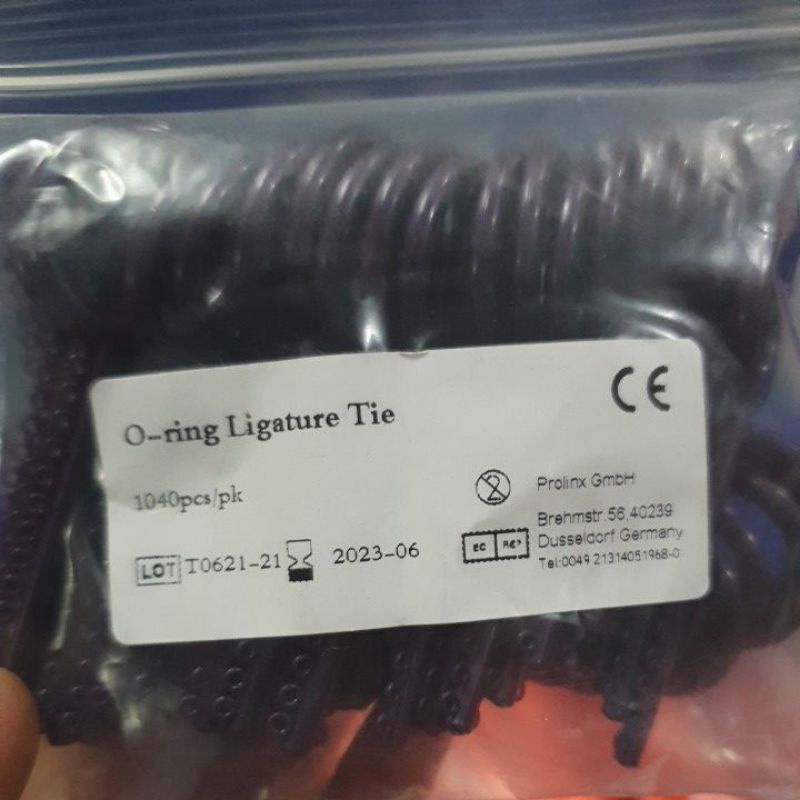 CE
O-ring Ligature Tie
1040pcs/pk
LOT T0621-21 2023-06
2
Prolinx GmbH
EC REP
Brehmstr.56,40239
Dusseldorf Germany
Tel:0049 21314051968-0